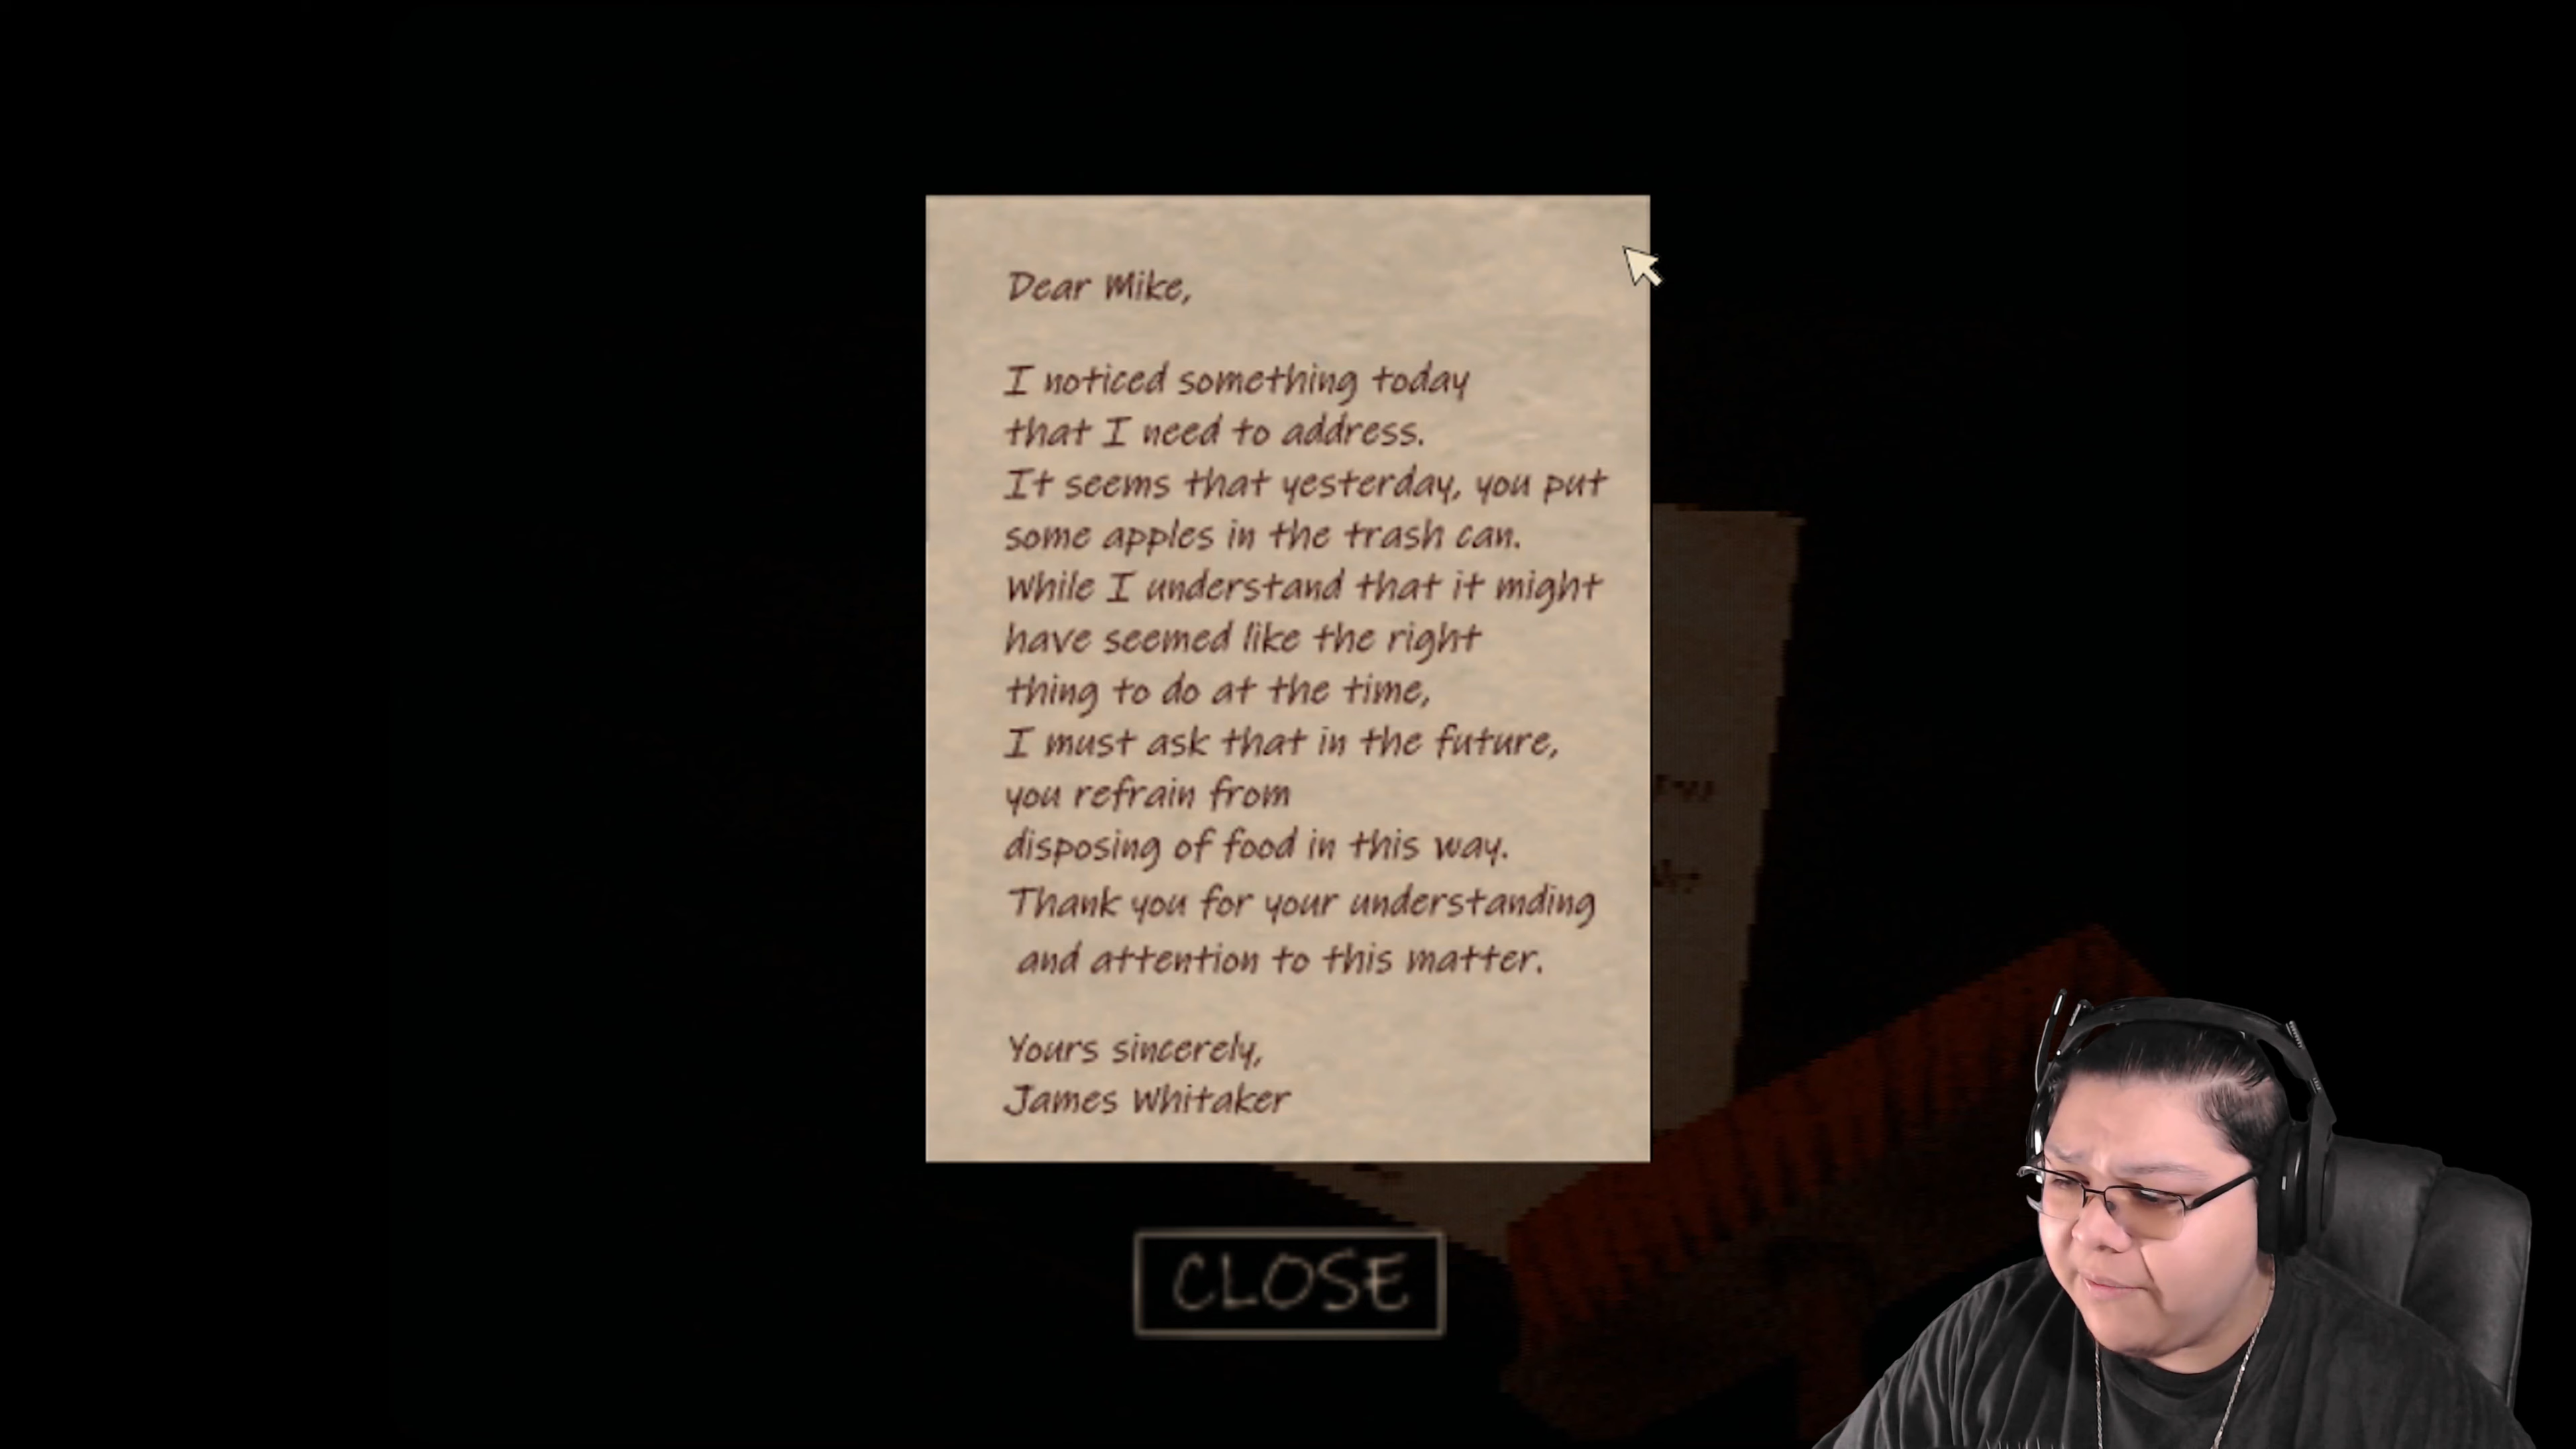 Dear Mike,
I noticed something today
that I need to address.
It seems that yesterday, you put
some apples in the trash can.
While I understand that it might
have seemed like the right
thing to do at the time,
I must ask that in the future,
you refrain from
disposing of food in this way.
Thank you for your understanding
and attention to this matter.
Yours sincerely,
James Whitaker
CLOSE